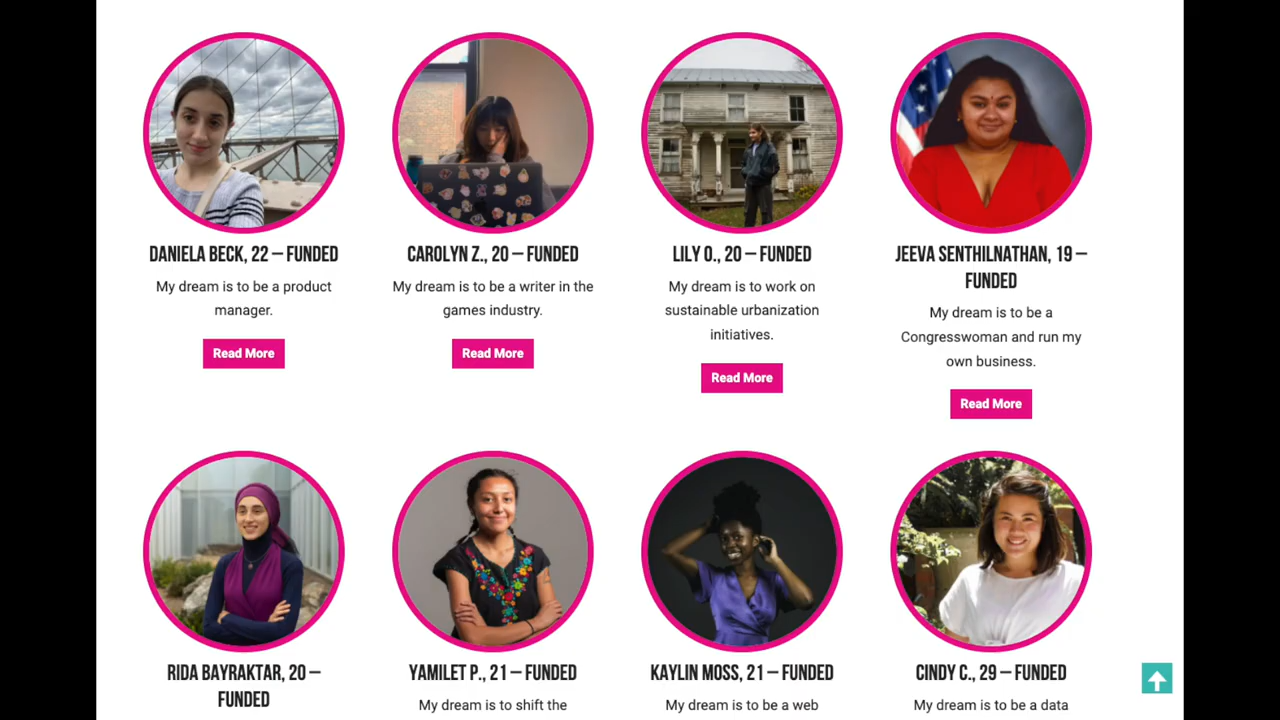 DANIELA BECK, 22 – FUNDED
My dream is to be a product
manager.
Read More
CAROLYN Z., 20 – FUNDED
My dream is to be a writer in the
games industry.
Read More
LILY O., 20 – FUNDED
My dream is to work on
sustainable urbanization
initiatives.
Read More
JEEVA SENTHILNATHAN, 19 –
FUNDED
My dream is to be a
Congresswoman and run my
own business.
Read More
RIDA BAYRAKTAR, 20 –
FUNDED
YAMILET P., 21 – FUNDED
My dream is to shift the
KAYLIN MOSS, 21 – FUNDED
My dream is to be a web
CINDY C., 29 – FUNDED
My dream is to be a data